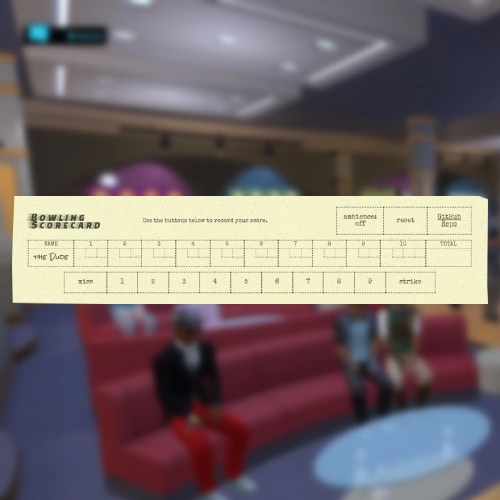 BOWLING
SCORECARD
Use the buttons below to record your score.
ambience:
off
reset
GitHub
Repo
NAME 1 2 3 4 5 6 7 8 9 10 TOTAL
THE DUDE
miss 1 2 3 4 5 6 7 8 9 strike